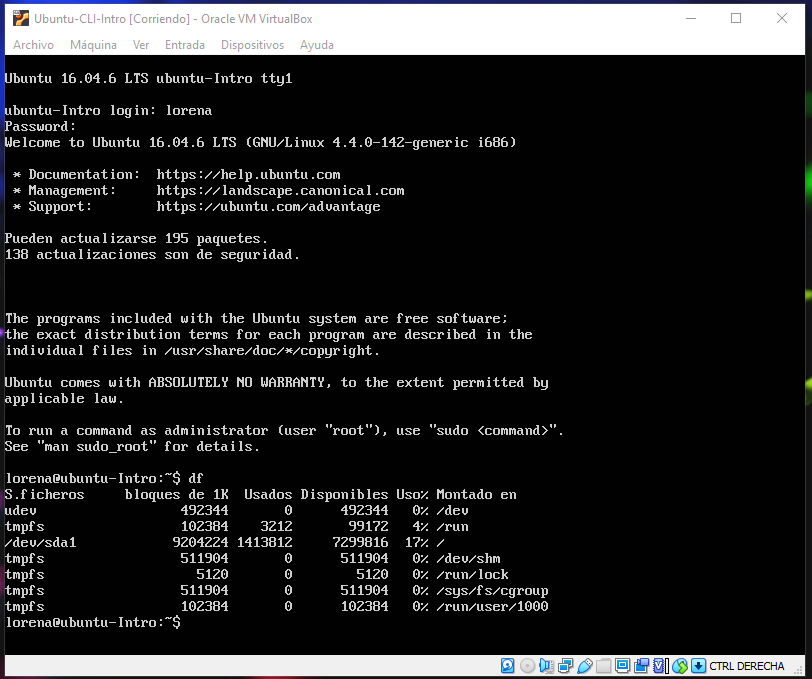 Ubuntu-CLI-Intro [Corriendo] - Oracle VM VirtualBox
Archivo Máquina Ver Entrada Dispositivos Ayuda
Ubuntu 16.04.6 LTS ubuntu-Intro tty1
ubuntu-Intro login: lorena
Password:
Welcome to Ubuntu 16.04.6 LTS (GNU/Linux 4.4.0-142-generic i686)
* Documentation:  https://help.ubuntu.com
* Management:     https://landscape.canonical.com
* Support:        https://ubuntu.com/advantage
Pueden actualizarse 195 paquetes.
138 actualizaciones son de seguridad.
The programs included with the Ubuntu system are free software;
the exact distribution terms for each program are described in the
individual files in /usr/share/doc/*/copyright.
Ubuntu comes with ABSOLUTELY NO WARRANTY, to the extent permitted by
applicable law.
To run a command as administrator (user "root"), use "sudo <command>".
See "man sudo_root" for details.
lorena@ubuntu-Intro:~$ df
S.ficheros     bloques de 1K  Usados Disponibles Uso% Montado en
udev                  492344       0      492344   0% /dev
tmpfs                 102384    3212       99172   4% /run
/dev/sda1            9204224 1413812     7299816  17% /
tmpfs                 511904       0      511904   0% /dev/shm
tmpfs                   5120       0        5120   0% /run/lock
tmpfs                 511904       0      511904   0% /sys/fs/cgroup
tmpfs                 102384       0      102384   0% /run/user/1000
lorena@ubuntu-Intro:~$
CTRL DERECHA